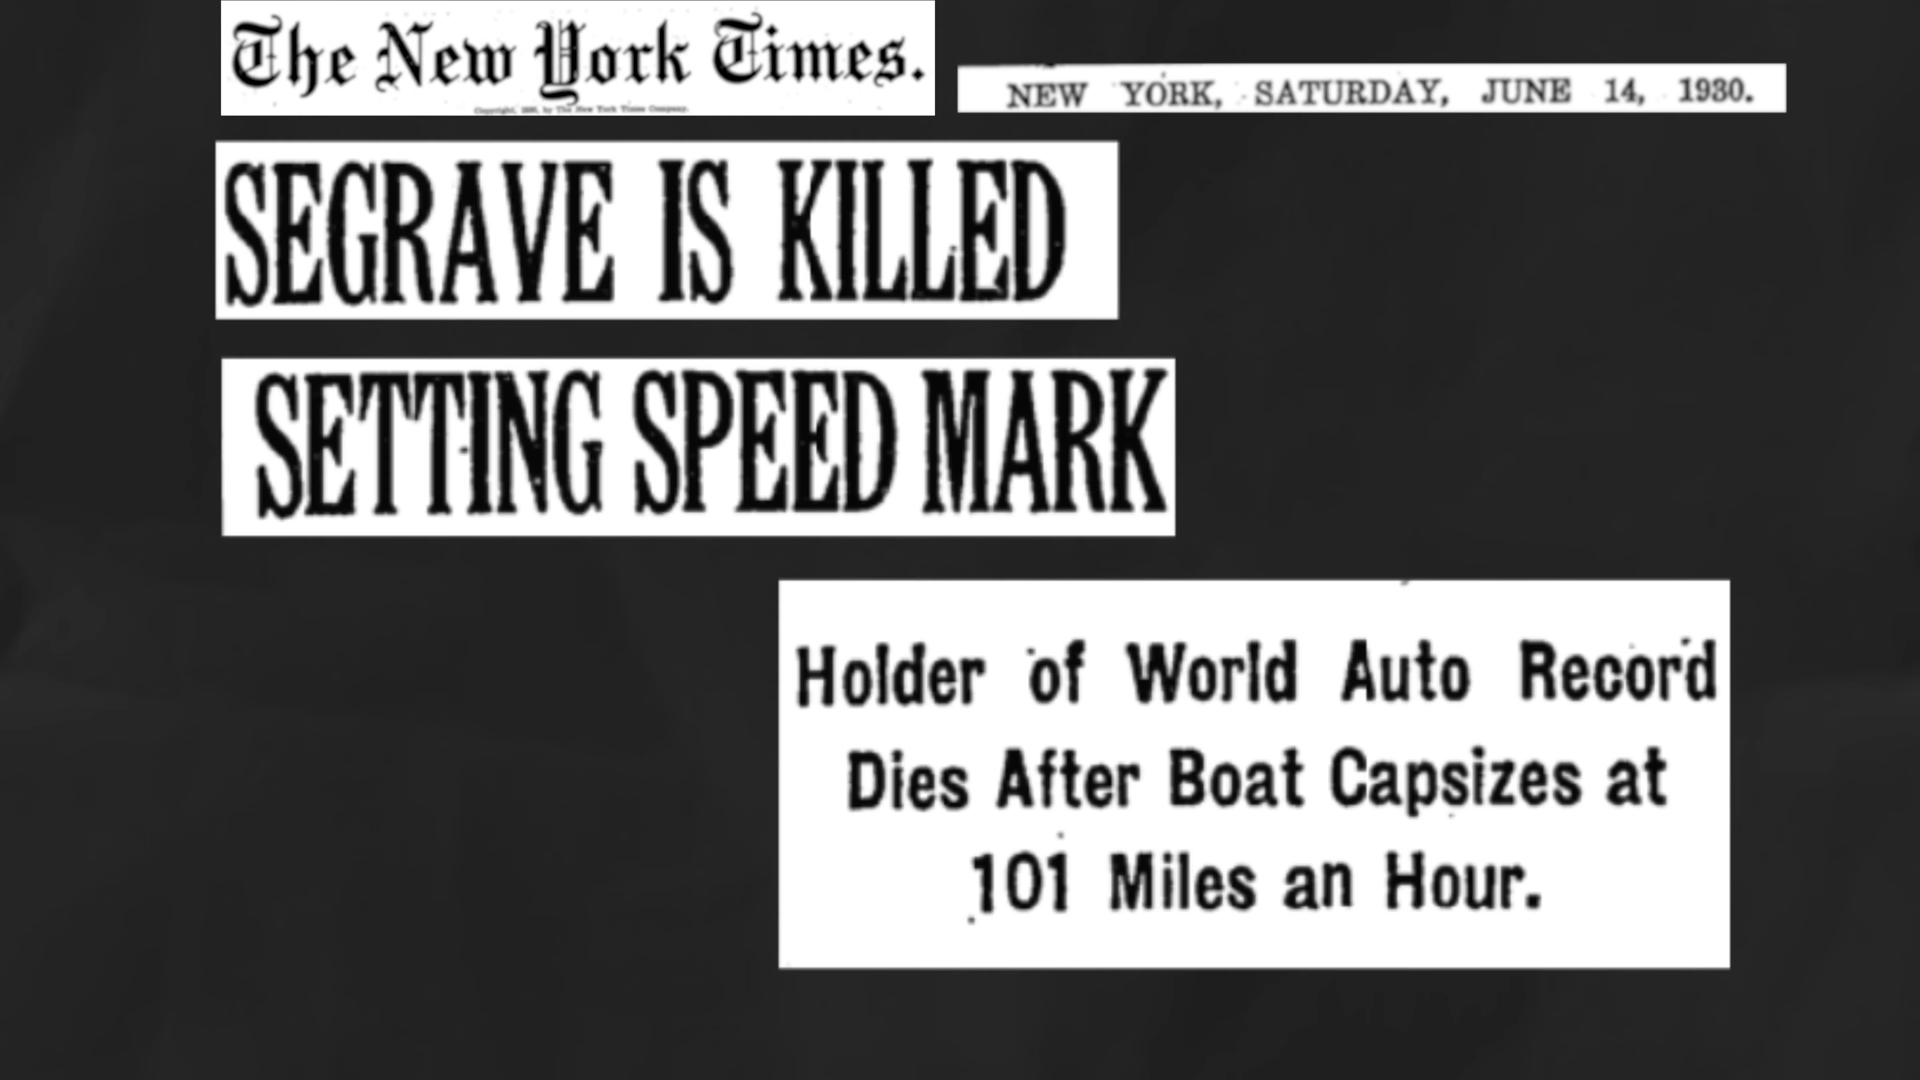 The New York Times.
NEW YORK, SATURDAY, JUNE 14, 1930.
SEGRAVE IS KILLED
SETTING SPEED MARK
Holder of World Auto Record
Dies After Boat Capsizes at
101 Miles an Hour.